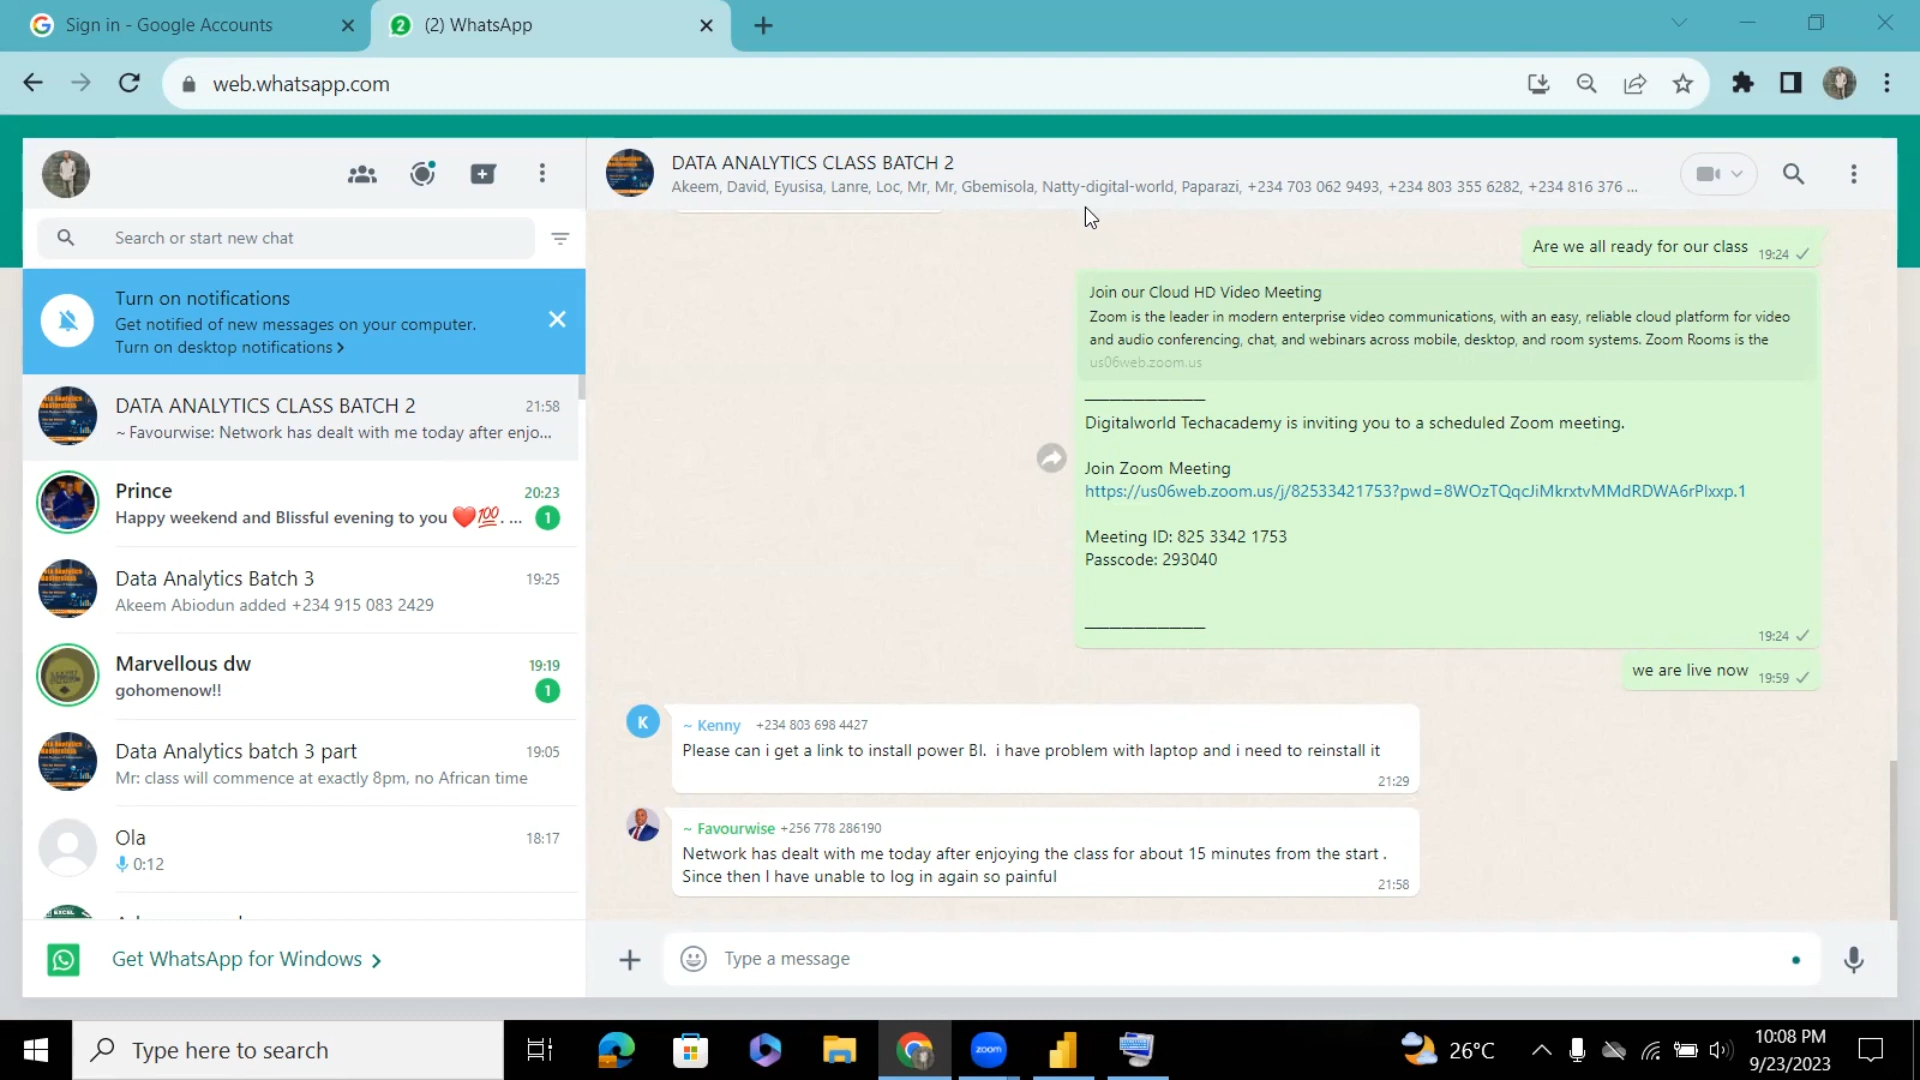 Sign in - Google Accounts
2
(2) WhatsApp
web.whatsapp.com
DATA ANALYTICS CLASS BATCH 2
Akeem, David, Eyusisa, Lanre, Loc, Mr, Mr, Gbemisola, Natty-digital-world, Paparazi, +234 703 062 9493, +234 803 355 6282, +234 816 376 ...
Search or start new chat
Turn on notifications
Get notified of new messages on your computer.
Turn on desktop notifications >
DATA ANALYTICS CLASS BATCH 2 21:58
~ Favourwise: Network has dealt with me today after enjo...
Prince 20:23
Happy weekend and Blissful evening to you ❤️💯. ... 1
Data Analytics Batch 3 19:25
Akeem Abiodun added +234 915 083 2429
Marvellous dw 19:19
gohomenow!! 1
Data Analytics batch 3 part 19:05
Mr: class will commence at exactly 8pm, no African time
Ola 18:17
0:12
EXCEL
Get WhatsApp for Windows >
Are we all ready for our class 19:24
Join our Cloud HD Video Meeting
Zoom is the leader in modern enterprise video communications, with an easy, reliable cloud platform for video
and audio conferencing, chat, and webinars across mobile, desktop, and room systems. Zoom Rooms is the
us06web.zoom.us
__________
Digitalworld Techacademy is inviting you to a scheduled Zoom meeting.
Join Zoom Meeting
https://us06web.zoom.us/j/82533421753?pwd=8WOzTQqcJiMkrxtvMMdRDWA6rPlxxp.1
Meeting ID: 825 3342 1753
Passcode: 293040
__________
19:24
we are live now 19:59
K
~ Kenny +234 803 698 4427
Please can i get a link to install power BI. i have problem with laptop and i need to reinstall it
21:29
~ Favourwise +256 778 286190
Network has dealt with me today after enjoying the class for about 15 minutes from the start .
Since then I have unable to log in again so painful
21:58
Type a message
Type here to search
zoom
26°C
10:08 PM
9/23/2023